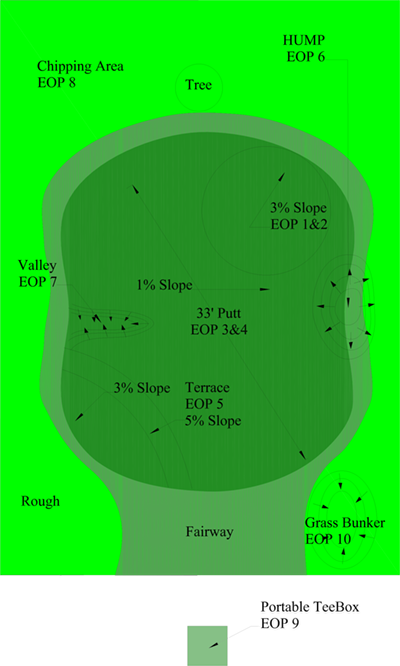 HUMP
EOP 6
Chipping Area
EOP 8
Tree
3% Slope
EOP 1&2
Valley
EOP 7
1% Slope
33' Putt
EOP 3&4
3% Slope
Terrace
EOP 5
5% Slope
Rough
Fairway
Grass Bunker
EOP 10
Portable TeeBox
EOP 9